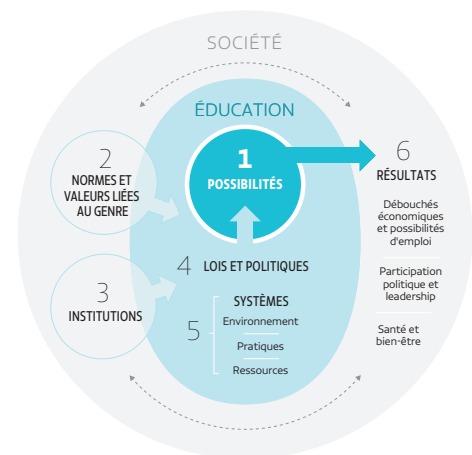 SOCIÉTÉ
ÉDUCATION
1
POSSIBILITÉS
2
NORMES ET
VALEURS LIÉES
AU GENRE
3
INSTITUTIONS
4 LOIS ET POLITIQUES
5
SYSTÈMES
Environnement
Pratiques
Ressources
6
RÉSULTATS
Débouchés
économiques
et possibilités
d'emploi
Participation
politique et
leadership
Santé et
bien-être